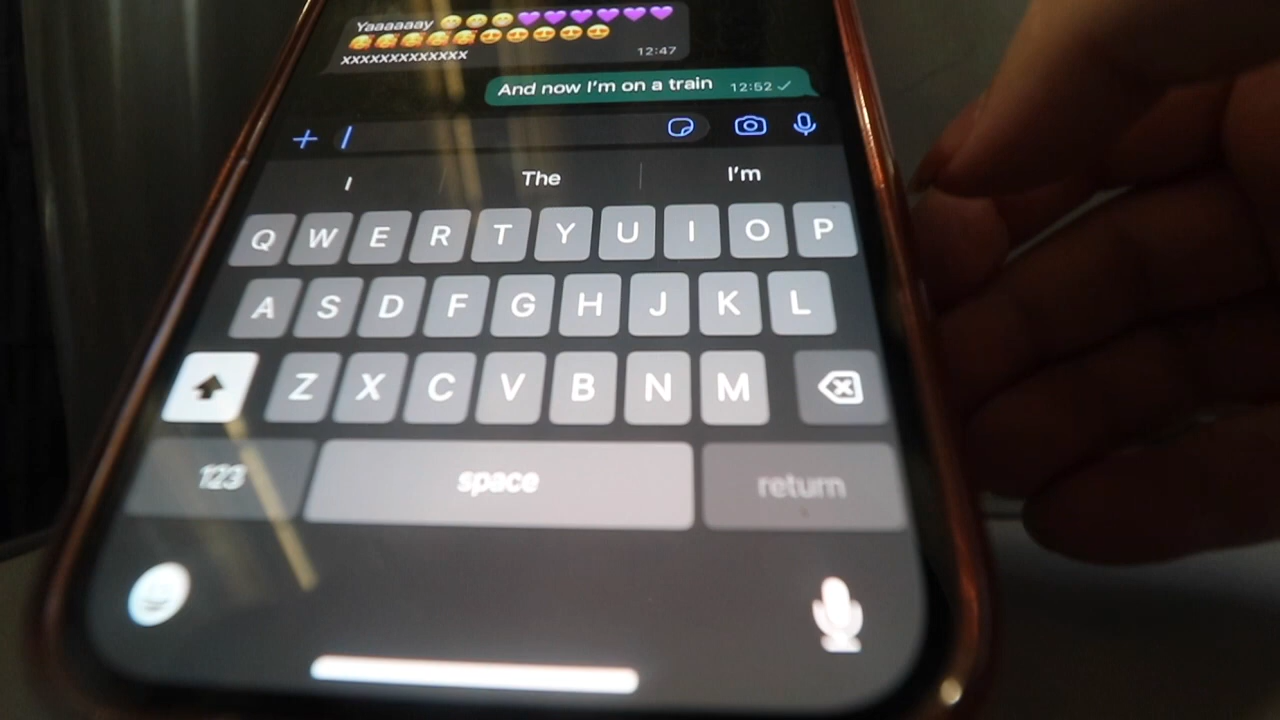 Yaaaaaay 😁😁😁💜💜💜💜💜💜
🥰🥰🥰🥰🥰😍😍😍😍😍
xxxxxxxxxxxxx
12:47
And now I'm on a train 12:52
I The I'm
Q W E R T Y U I O P
A S D F G H J K L
Z X C V B N M
123 space return